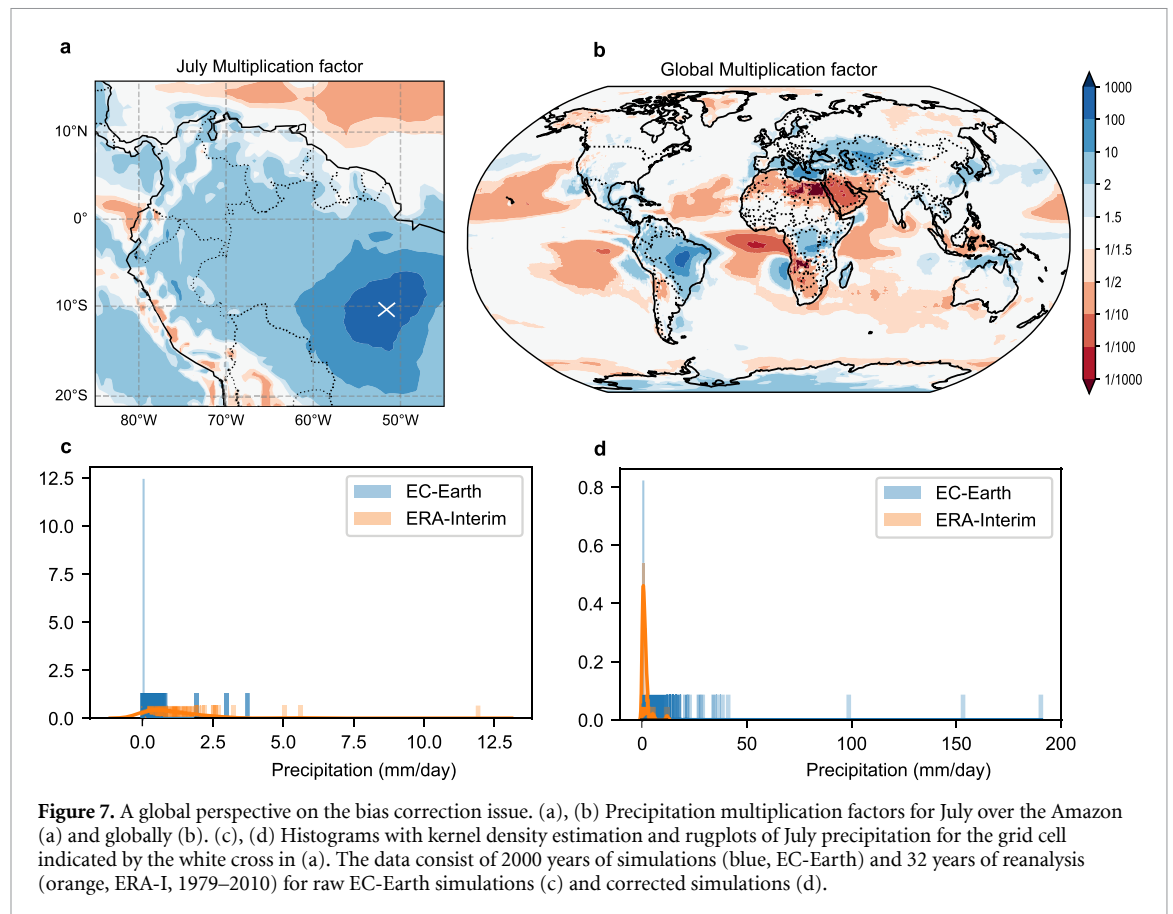 a
July Multiplication factor
10°N
0°
10°S
20°S
80°W
70°W
60°W
50°W
b
Global Multiplication factor
1000
100
10
2
1.5
1/1.5
1/2
1/10
1/100
1/1000
c
12.5
10.0
7.5
5.0
2.5
0.0
EC-Earth
ERA-Interim
0.0
2.5
5.0
7.5
10.0
12.5
Precipitation (mm/day)
d
0.8
0.6
0.4
0.2
0.0
EC-Earth
ERA-Interim
0
50
100
150
200
Precipitation (mm/day)
Figure 7. A global perspective on the bias correction issue. (a), (b) Precipitation multiplication factors for July over the Amazon
(a) and globally (b). (c), (d) Histograms with kernel density estimation and rugplots of July precipitation for the grid cell
indicated by the white cross in (a). The data consist of 2000 years of simulations (blue, EC-Earth) and 32 years of reanalysis
(orange, ERA-I, 1979–2010) for raw EC-Earth simulations (c) and corrected simulations (d).